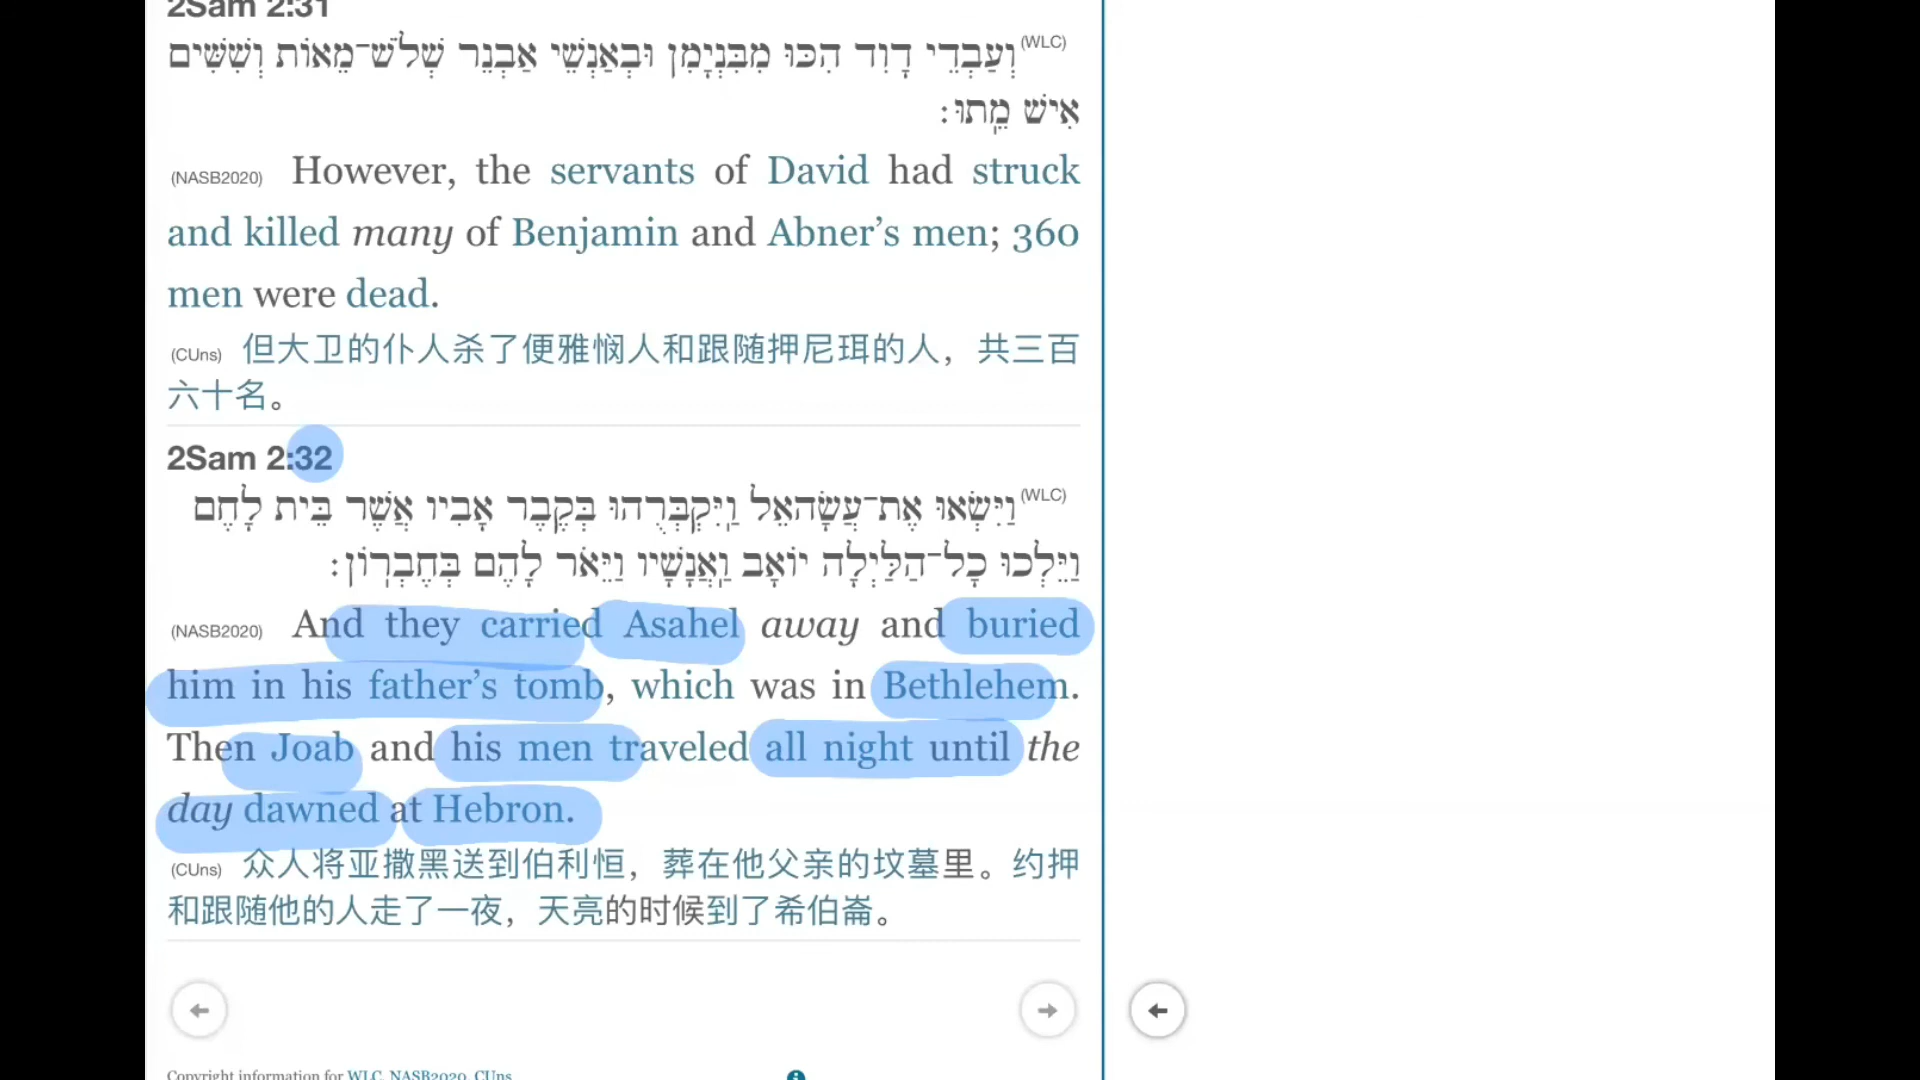 2Sam 2:31
(WLC) וְעַבְדֵי דָוִד הִכּוּ מִבִּנְיָמִן וּבְאַנְשֵׁי אַבְנֵר שְׁלֹשׁ־מֵאוֹת וְשִׁשִּׁים
אִישׁ מֵֽתוּ׃
(NASB2020) However, the servants of David had struck
and killed many of Benjamin and Abner’s men; 360
men were dead.
(CUns) 但大卫的仆人杀了便雅悯人和跟随押尼珥的人，共三百
六十名。
2Sam 2:32
(WLC) וַיִּשְׂאוּ אֶת־עֲשָׂהאֵל וַֽיִּקְבְּרֻהוּ בְּקֶבֶר אָבִיו אֲשֶׁר בֵּית לָחֶם
וַיֵּלְכוּ כָל־הַלַּיְלָה יוֹאָב וַֽאֲנָשָׁיו וַיֵּאֹר לָהֶם בְּחֶבְרֽוֹן׃
(NASB2020) And they carried Asahel away and buried
him in his father’s tomb, which was in Bethlehem.
Then Joab and his men traveled all night until the
day dawned at Hebron.
(CUns) 众人将亚撒黑送到伯利恒，葬在他父亲的坟墓里。约押
和跟随他的人走了一夜，天亮的时候到了希伯崙。
Copyright information for WLC, NASB2020, CUns